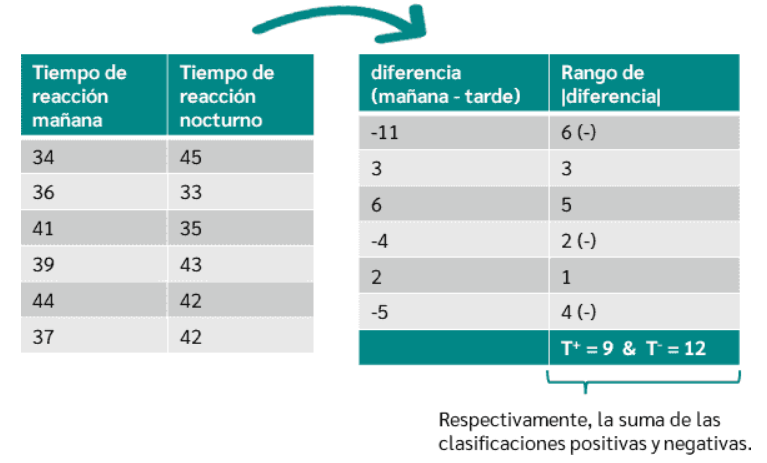 Tiempo de reacción mañana
Tiempo de reacción nocturno
34 45
36 33
41 35
39 43
44 42
37 42
diferencia (mañana - tarde)
Rango de |diferencia|
-11 6 (-)
3 3
6 5
-4 2 (-)
2 1
-5 4 (-)
T⁺ = 9 & T⁻ = 12
Respectivamente, la suma de las
clasificaciones positivas y negativas.